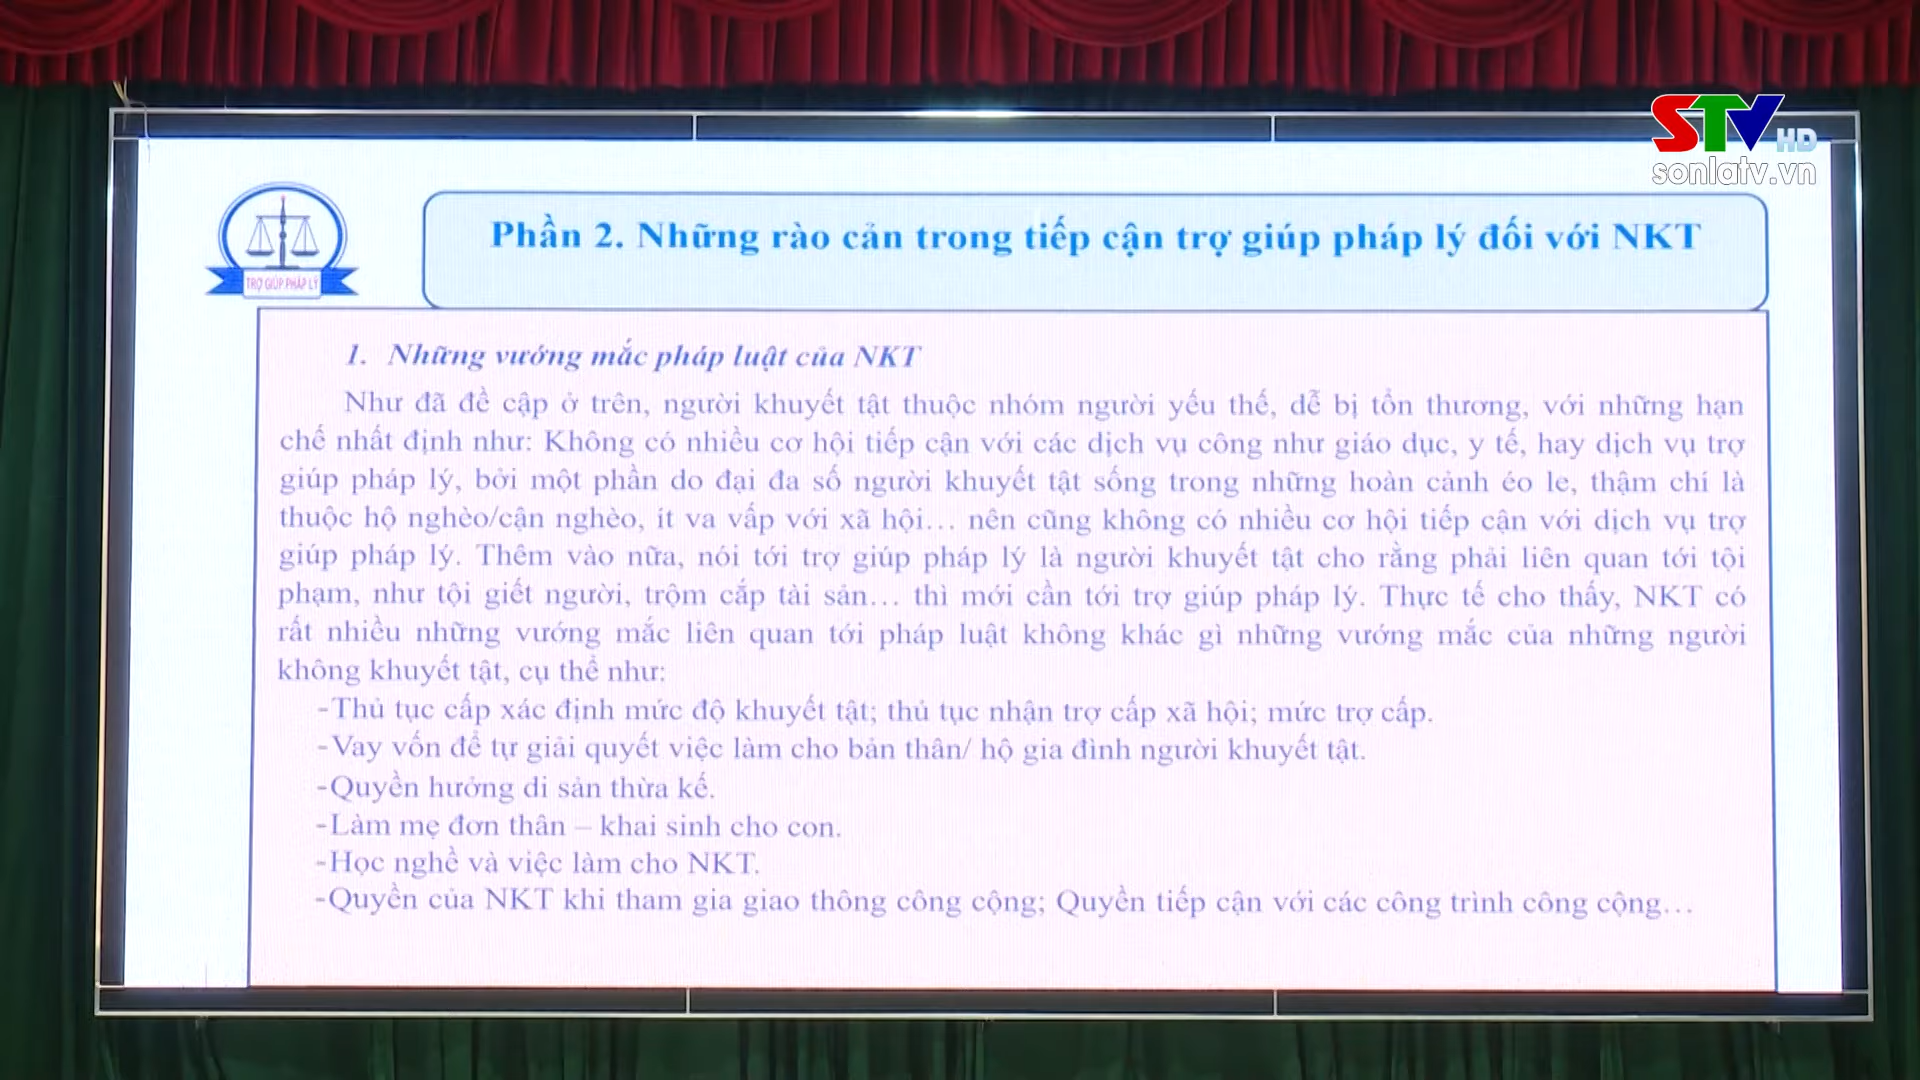 STV HD
sonlatv.vn
TRỢ GIÚP PHÁP LÝ
Phần 2. Những rào cản trong tiếp cận trợ giúp pháp lý đối với NKT
1. Những vướng mắc pháp luật của NKT
Như đã đề cập ở trên, người khuyết tật thuộc nhóm người yếu thế, dễ bị tổn thương, với những hạn
chế nhất định như: Không có nhiều cơ hội tiếp cận với các dịch vụ công như giáo dục, y tế, hay dịch vụ trợ
giúp pháp lý, bởi một phần do đại đa số người khuyết tật sống trong những hoàn cảnh éo le, thậm chí là
thuộc hộ nghèo/cận nghèo, ít va vấp với xã hội… nên cũng không có nhiều cơ hội tiếp cận với dịch vụ trợ
giúp pháp lý. Thêm vào nữa, nói tới trợ giúp pháp lý là người khuyết tật cho rằng phải liên quan tới tội
phạm, như tội giết người, trộm cắp tài sản… thì mới cần tới trợ giúp pháp lý. Thực tế cho thấy, NKT có
rất nhiều những vướng mắc liên quan tới pháp luật không khác gì những vướng mắc của những người
không khuyết tật, cụ thể như:
-Thủ tục cấp xác định mức độ khuyết tật; thủ tục nhận trợ cấp xã hội; mức trợ cấp.
-Vay vốn để tự giải quyết việc làm cho bản thân/ hộ gia đình người khuyết tật.
-Quyền hưởng di sản thừa kế.
-Làm mẹ đơn thân – khai sinh cho con.
-Học nghề và việc làm cho NKT.
-Quyền của NKT khi tham gia giao thông công cộng; Quyền tiếp cận với các công trình công cộng…